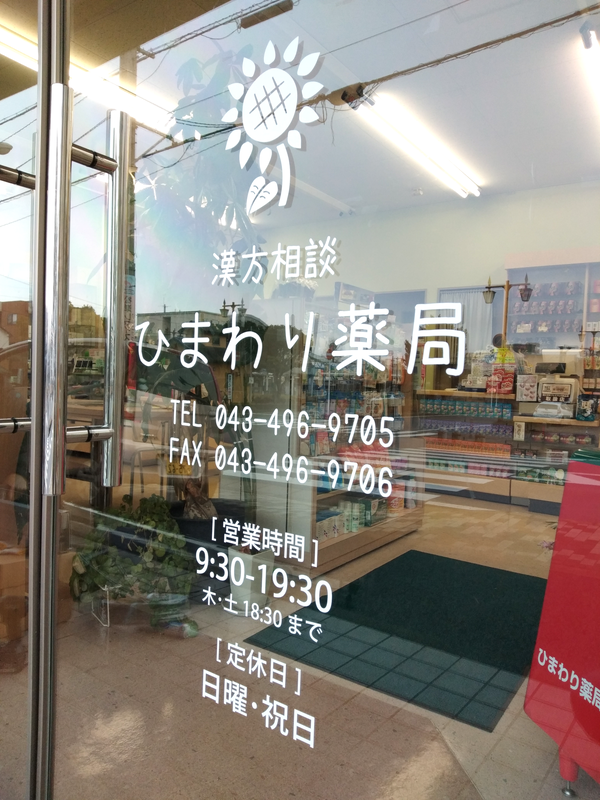 漢方相談
ひまわり薬局
TEL 043-496-9705
FAX 043-496-9706
[営業時間]
9:30-19:30
木･土 18:30 まで
[定休日]
日曜･祝日
ひまわり薬局